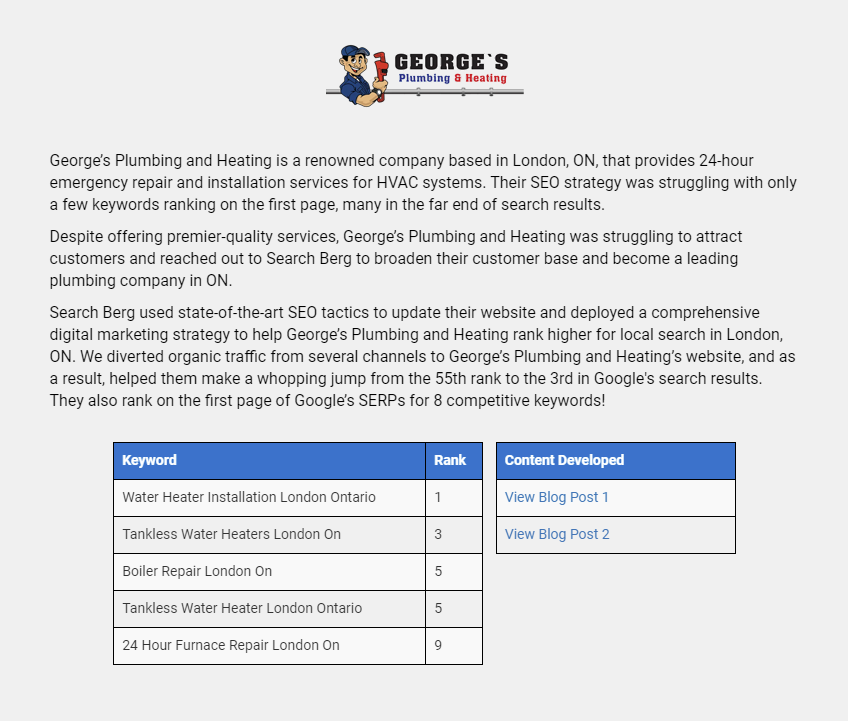 GEORGE`S
Plumbing & Heating
George’s Plumbing and Heating is a renowned company based in London, ON, that provides 24-hour
emergency repair and installation services for HVAC systems. Their SEO strategy was struggling with only
a few keywords ranking on the first page, many in the far end of search results.
Despite offering premier-quality services, George’s Plumbing and Heating was struggling to attract
customers and reached out to Search Berg to broaden their customer base and become a leading
plumbing company in ON.
Search Berg used state-of-the-art SEO tactics to update their website and deployed a comprehensive
digital marketing strategy to help George’s Plumbing and Heating rank higher for local search in London,
ON. We diverted organic traffic from several channels to George’s Plumbing and Heating’s website, and as
a result, helped them make a whopping jump from the 55th rank to the 3rd in Google's search results.
They also rank on the first page of Google’s SERPs for 8 competitive keywords!
Keyword Rank
Water Heater Installation London Ontario 1
Tankless Water Heaters London On 3
Boiler Repair London On 5
Tankless Water Heater London Ontario 5
24 Hour Furnace Repair London On 9
Content Developed
View Blog Post 1
View Blog Post 2